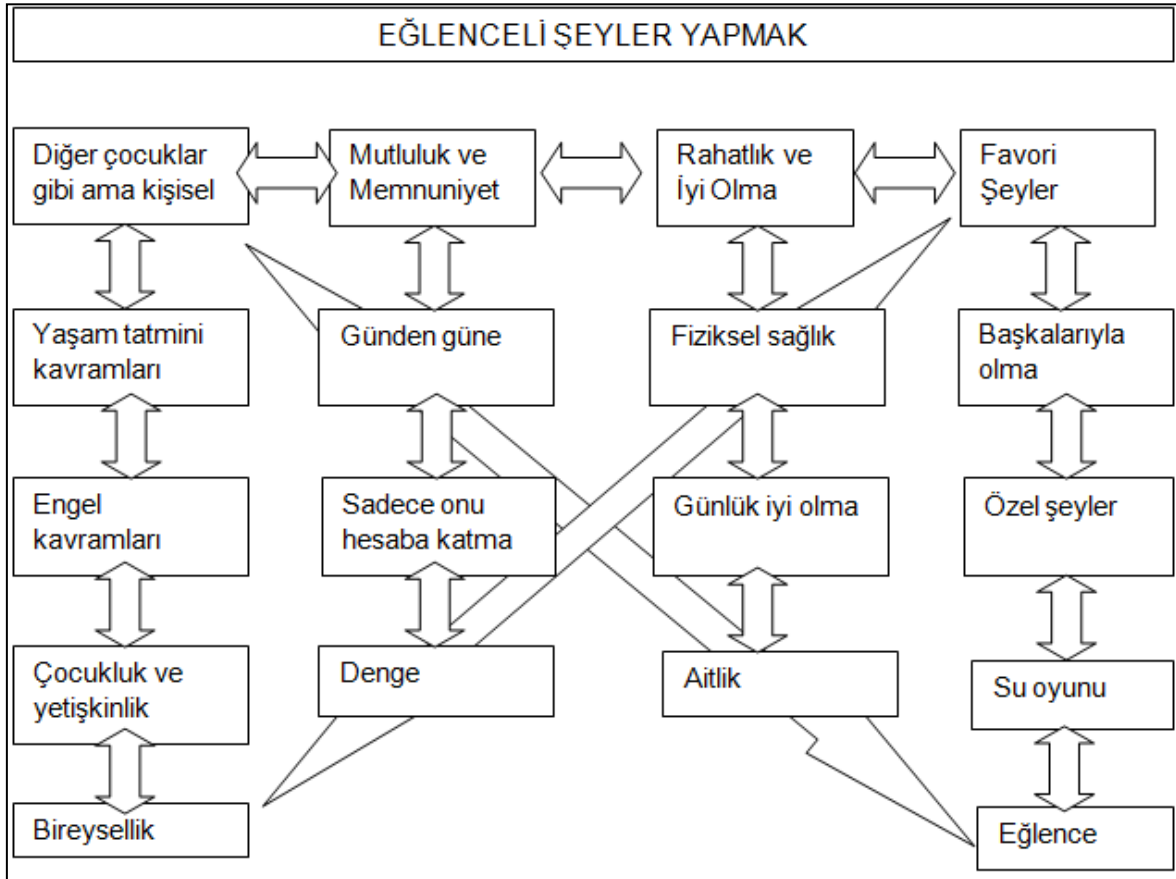 EĞLENCELİ ŞEYLER YAPMAK
Diğer çocuklar
gibi ama kişisel
Mutluluk ve
Memnuniyet
Rahatlık ve
İyi Olma
Favori
Şeyler
Yaşam tatmini
kavramları
Günden güne
Fiziksel sağlık
Başkalarıyla
olma
Engel
kavramları
Sadece onu
hesaba katma
Günlük iyi olma
Özel şeyler
Çocukluk ve
yetişkinlik
Denge
Aitlik
Su oyunu
Bireysellik
Eğlence